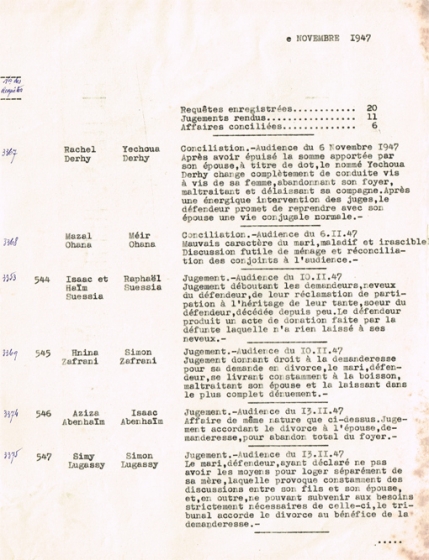 e NOVEMBRE 1947
Nº des
Requêtes
Requêtes enregistrées............ 20
Jugements rendus................ 11
Affaires conciliées............. 6
3367 Rachel Derhy Yechoua Derhy Conciliation.-Audience du 6 Novembre 1947
Après avoir épuisé la somme apportée par
son épouse,à titre de dot,le nommé Yechoua
Derhy change complètement de conduite vis
à vis de sa femme,abandonnant son foyer,
maltraitant et délaissant sa compagne.Après
une énergique intervention des juges,le
défendeur promet de reprendre avec son
épouse une vie conjugale normale.-
3368 Mazal Ohana Méir Ohana Conciliation.-Audience du 6.II.47
Mauvais caractère du mari,maladif et irascible
Discussion futile de ménage et réconcilia-
tion des conjoints à l'audience.-
544 Isaac et Haïm Suessia Raphaël Suessia Jugement.-Audience du 10.II.47
Jugement déboutant les demandeurs,neveux
du défendeur,de leur réclamation de parti-
pation à l'héritage de leur tante,soeur du
défendeur,décédée depuis peu.Le défendeur
produit un acte de donation faite par la
défunte laquelle n'a rien laissé à ses
neveux.-
3369 545 Hnina Zafrani Simon Zafrani Jugement.-Audience du 10.II.47
Jugement donnant droit à la demanderesse
pour sa demande en divorce,le mari,défen-
deur,se livrant constamment à la boisson,
maltraitant son épouse et la laissant dans
le plus complet dénuement.-
3374 546 Aziza Abenhaïm Isaac Abenhaïm Jugement.-Audience du 13.II.47
Affaire de même nature que ci-dessus.Juge-
ment accordant le divorce à l'épouse,de-
manderesse,pour abandon total du foyer.-
3375 547 Simy Lugassy Simon Lugassy Jugement.-Audience du 13.II.47
Le mari,défendeur,ayant déclaré ne pas
avoir les moyens pour loger séparément de
sa mère,laquelle provoque constamment des
discussions entre son fils et son épouse,
et,en outre,ne pouvant subvenir aux besoins
strictement nécessaires de celle-ci,le tri-
bunal accorde le divorce au bénéfice de la
demanderesse.-
.....